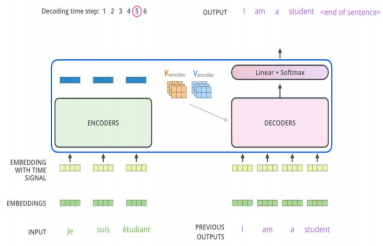 Decoding time step: 1 2 3 4 5 6
OUTPUT I am a student <end of sentence>
Linear + Softmax
Kencdec Vencdec
ENCODERS
DECODERS
EMBEDDING
WITH TIME
SIGNAL
EMBEDDINGS
INPUT Je suis étudiant
PREVIOUS
OUTPUTS
I am a student